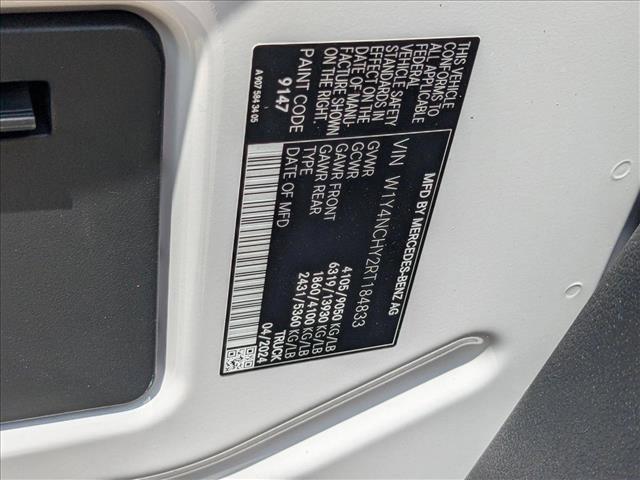 MFD BY MERCEDES-BENZ AG
VIN W1Y4NCHY2RT184833
GVWR 4105/9050 KG/LB
GCWR 6319/13930 KG/LB
GAWR FRONT 1860/4100 KG/LB
GAWR REAR 2431/5360 KG/LB
TYPE TRUCK
DATE OF MFD 04/2024
THIS VEHICLE
CONFORMS TO
ALL APPLICABLE
FEDERAL
VEHICLE SAFETY
STANDARDS IN
EFFECT ON THE
DATE OF MANU-
FACTURE SHOWN
ON THE RIGHT.
PAINT CODE
9147
A 907 584 34 05